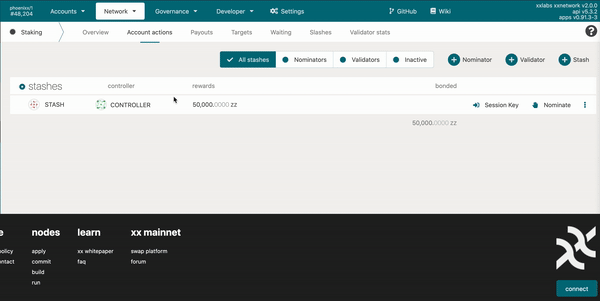 phoenixx/1
#48,204
Accounts
Network
Governance
Developer
Settings
GitHub
Wiki
xxlabs xxnetwork v2.0.0
api v5.3.2
apps v0.91.3-3
Staking
Overview
Account actions
Payouts
Targets
Waiting
Slashes
Validator stats
?
All stashes
Nominators
Validators
Inactive
Nominator
Validator
Stash
stashes
controller
rewards
bonded
STASH
CONTROLLER
50,000.0000 zz
Session Key
Nominate
50,000.0000 zz
e
nodes
learn
xx mainnet
policy
apply
xx whitepaper
swap platform
ntact
commit
faq
forum
build
run
connect